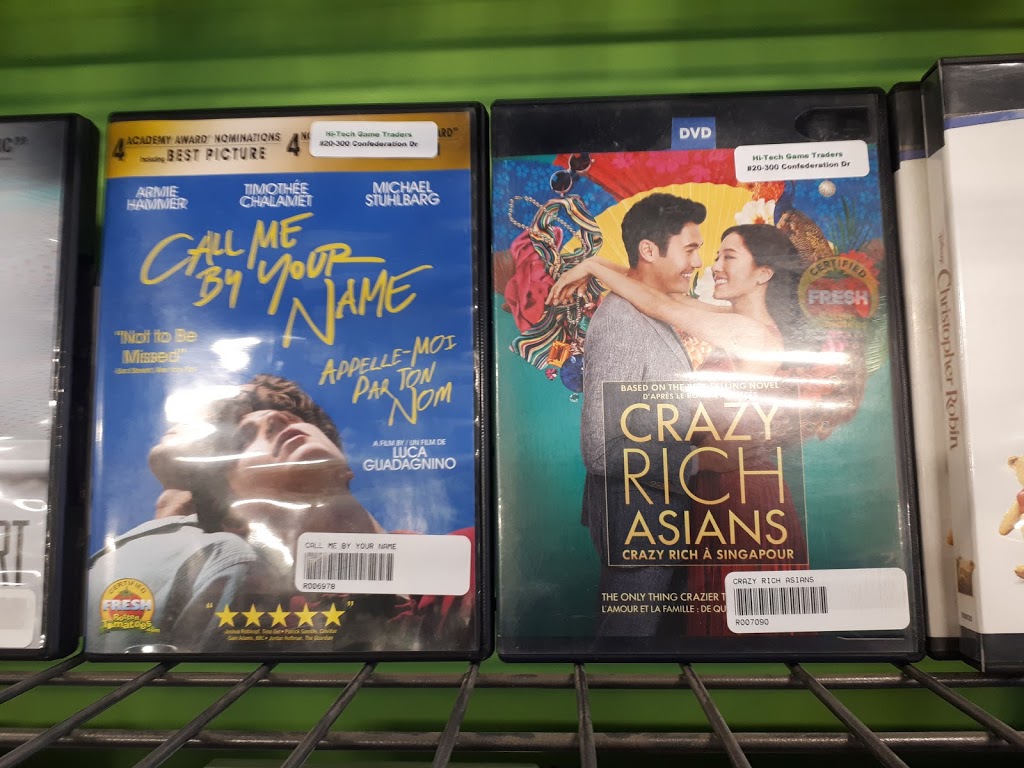 4 ACADEMY AWARD® NOMINATIONS
Including BEST PICTURE
4
Hi-Tech Game Traders
#20-300 Confederation Dr
ARMIE HAMMER
TIMOTHÉE CHALAMET
MICHAEL STUHLBARG
CALL ME
BY YOUR
NAME
"Not to Be
Missed"
APPELLE-MOI
PAR TON
NOM
A FILM BY / UN FILM DE
LUCA
GUADAGNINO
CALL ME BY YOUR NAME
R006978
CERTIFIED
FRESH
Rotten
Tomatoes
DVD
Hi-Tech Game Traders
#20-300 Confederation Dr
CERTIFIED
FRESH
BASED ON THE NOVEL
D'APRÈS LE
CRAZY
RICH
ASIANS
CRAZY RICH À SINGAPOUR
THE ONLY THING CRAZIER
L'AMOUR ET LA FAMILLE : DE
CRAZY RICH ASIANS
R007090
Disney
Christopher Robin